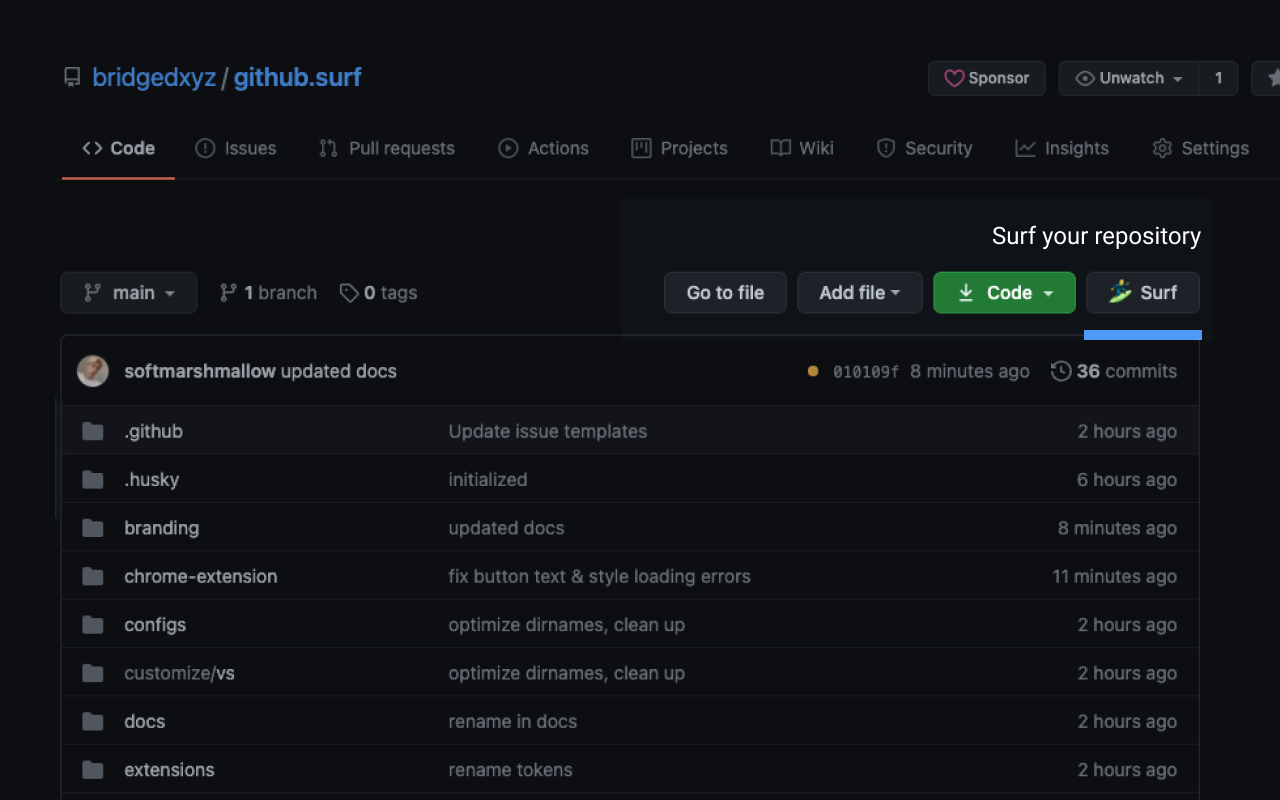 bridgedxyz/github.surf Sponsor Unwatch 1
Code Issues Pull requests Actions Projects Wiki Security Insights Settings
Surf your repository
main 1 branch 0 tags Go to file Add file Code Surf
softmarshmallow updated docs 010109f 8 minutes ago 36 commits
.github Update issue templates 2 hours ago
.husky initialized 6 hours ago
branding updated docs 8 minutes ago
chrome-extension fix button text & style loading errors 11 minutes ago
configs optimize dirnames, clean up 2 hours ago
customize/vs optimize dirnames, clean up 2 hours ago
docs rename in docs 2 hours ago
extensions rename tokens 2 hours ago